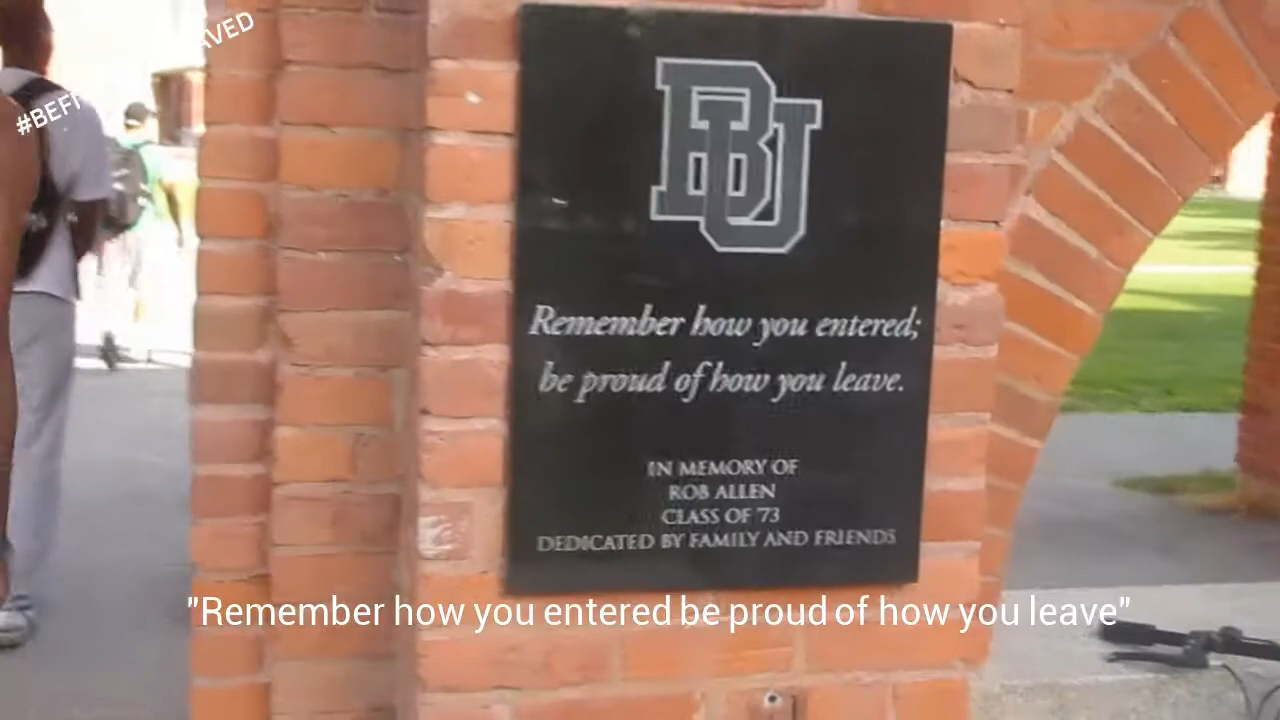 BU
Remember how you entered;
be proud of how you leave.
IN MEMORY OF
ROB ALLEN
CLASS OF '73
DEDICATED BY FAMILY AND FRIENDS
"Remember how you entered be proud of how you leave"